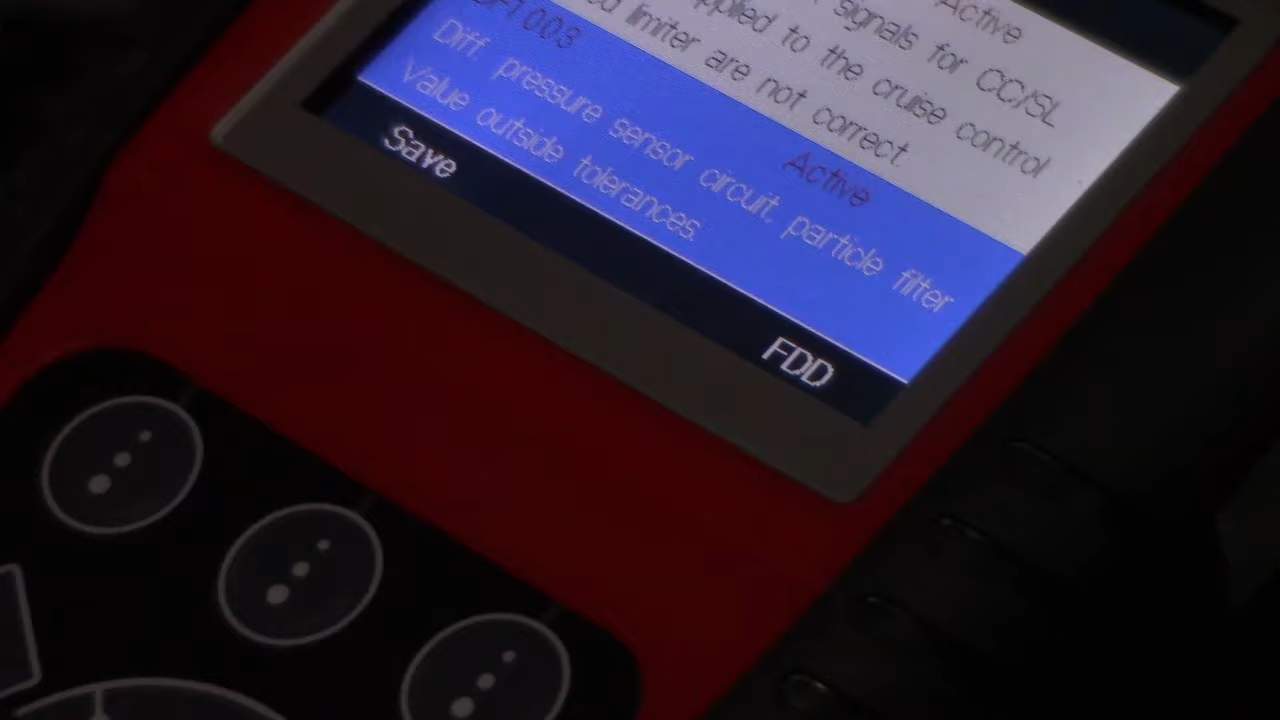 Active
signals for CC/SL
applied to the cruise control
limiter are not correct.
003 Active
Diff. pressure sensor circuit, particle filter
Value outside tolerances.
Save FDD